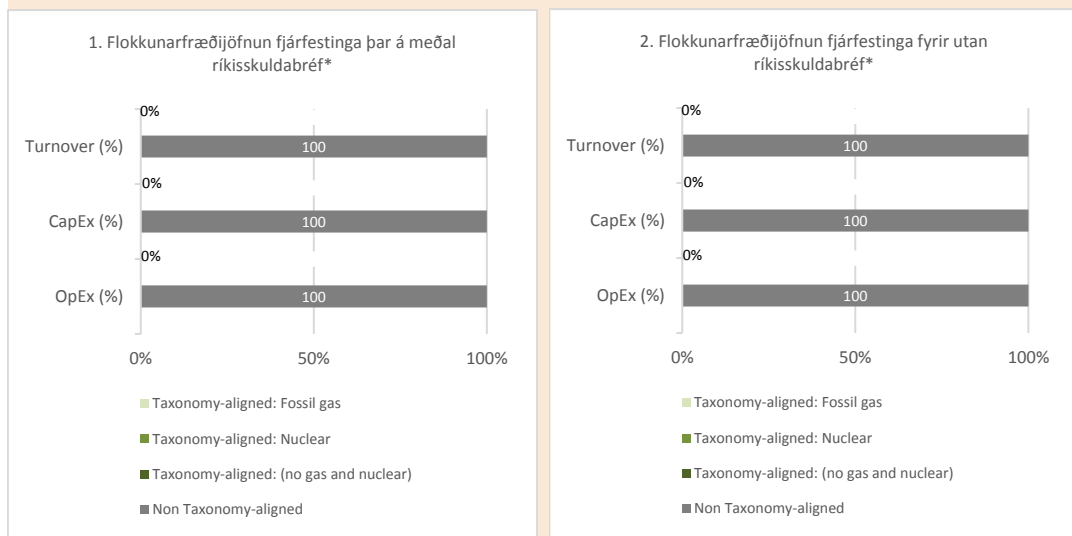 1. Flokkunarfræðijöfnun fjárfestinga þar á meðal
ríkisskuldabréf*
0%
Turnover (%)
100
0%
CapEx (%)
100
0%
OpEx (%)
100
0%
50%
100%
Taxonomy-aligned: Fossil gas
Taxonomy-aligned: Nuclear
Taxonomy-aligned: (no gas and nuclear)
Non Taxonomy-aligned
2. Flokkunarfræðijöfnun fjárfestinga fyrir utan
ríkisskuldabréf*
0%
Turnover (%)
100
0%
CapEx (%)
100
0%
OpEx (%)
100
0%
50%
100%
Taxonomy-aligned: Fossil gas
Taxonomy-aligned: Nuclear
Taxonomy-aligned: (no gas and nuclear)
Non Taxonomy-aligned